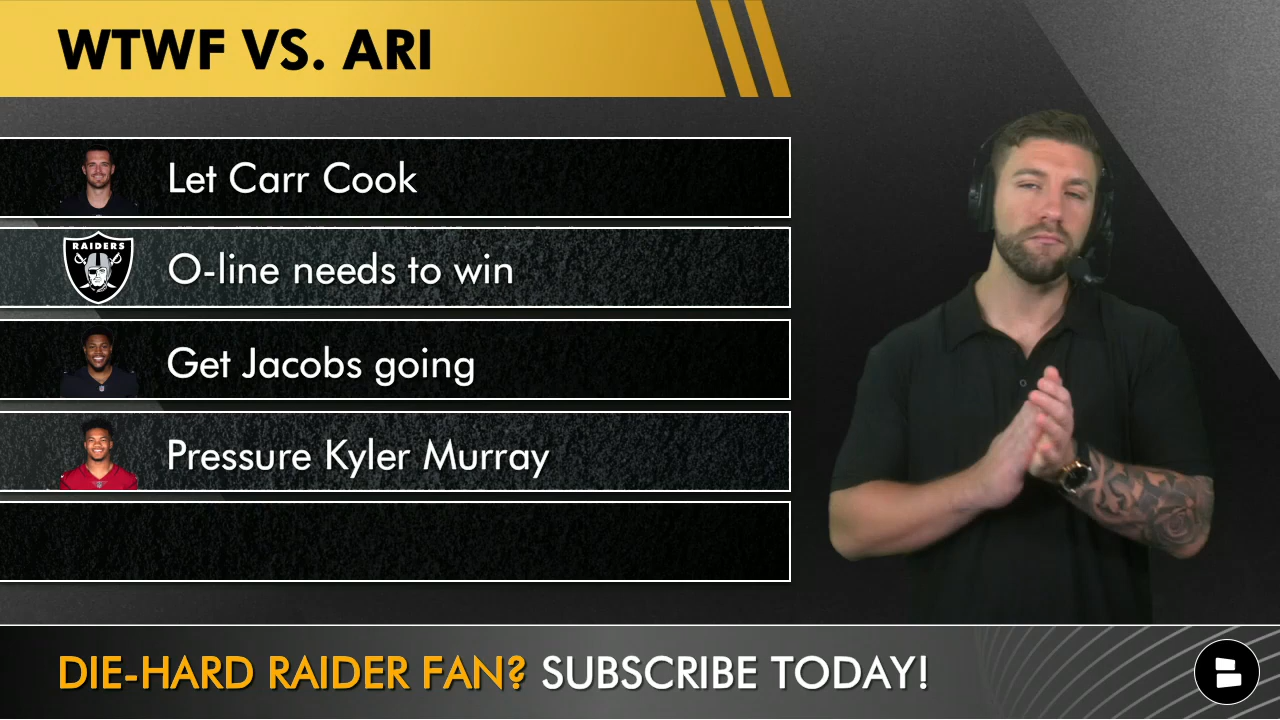 WTWF VS. ARI
Let Carr Cook
RAIDERS
O-line needs to win
Get Jacobs going
Pressure Kyler Murray
DIE-HARD RAIDER FAN? SUBSCRIBE TODAY!